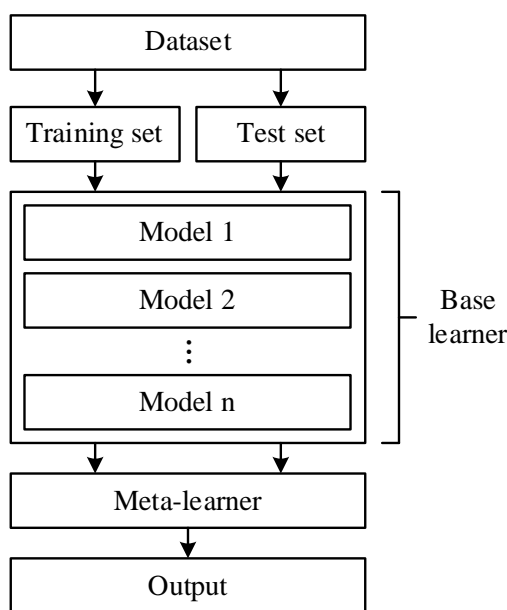 Dataset
Training set
Test set
Model 1
Model 2
⋮
Model n
Base
learner
Meta-learner
Output